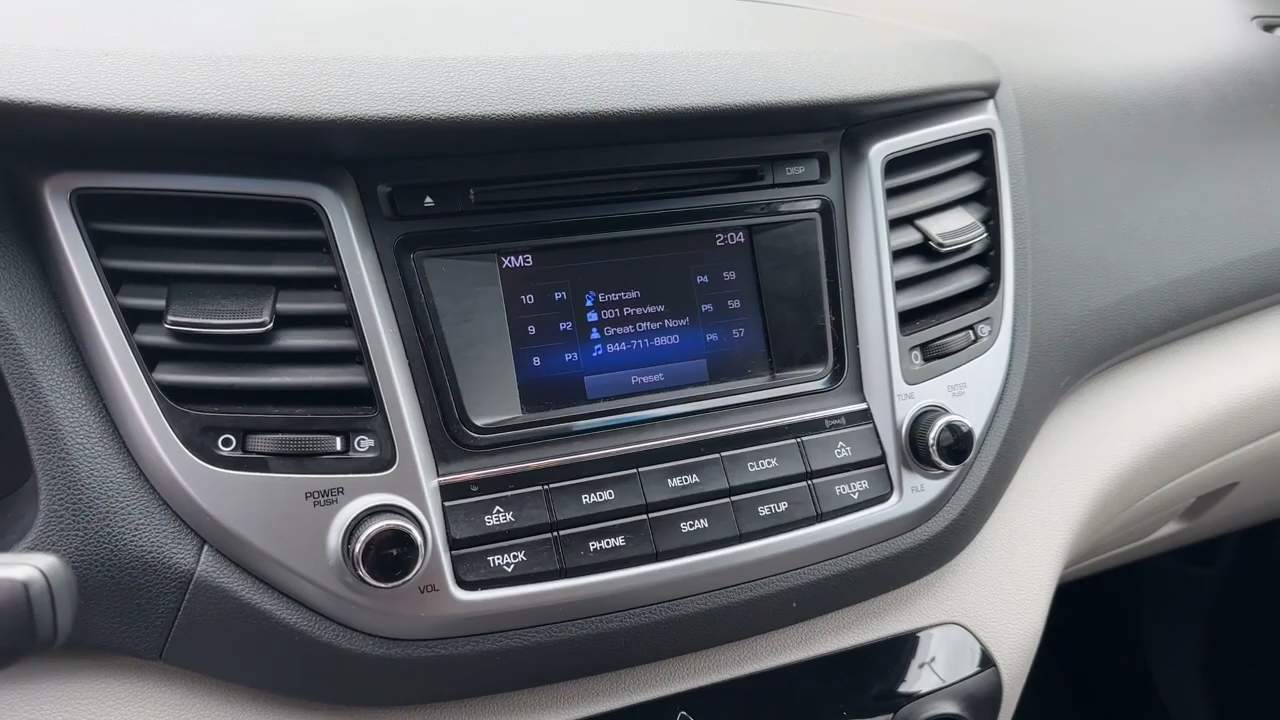 DISP
XM3 2:04
10 P1
9 P2
8 P3
Entrtain
001 Preview
Great Offer Now!
844-711-8800
P4 59
P5 58
P6 57
Preset
POWER
PUSH
VOL
TUNE
ENTER
PUSH
FILE
SEEK
TRACK
RADIO
MEDIA
CLOCK
CAT
PHONE
SCAN
SETUP
FOLDER